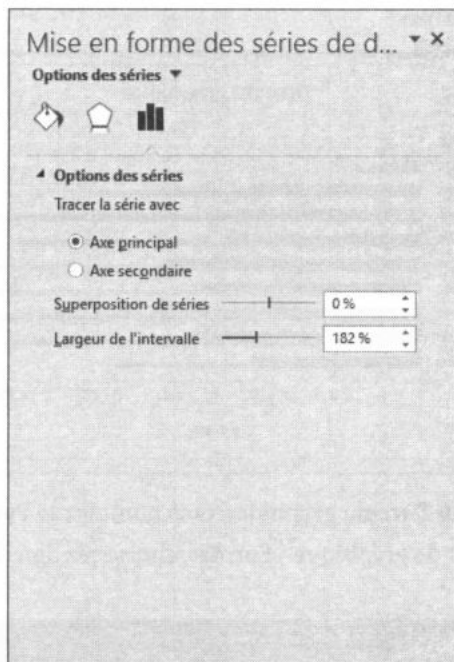 Mise en forme des séries de d...
Options des séries
Options des séries
Tracer la série avec
Axe principal
Axe secondaire
Superposition de séries 0 %
Largeur de l'intervalle 182 %